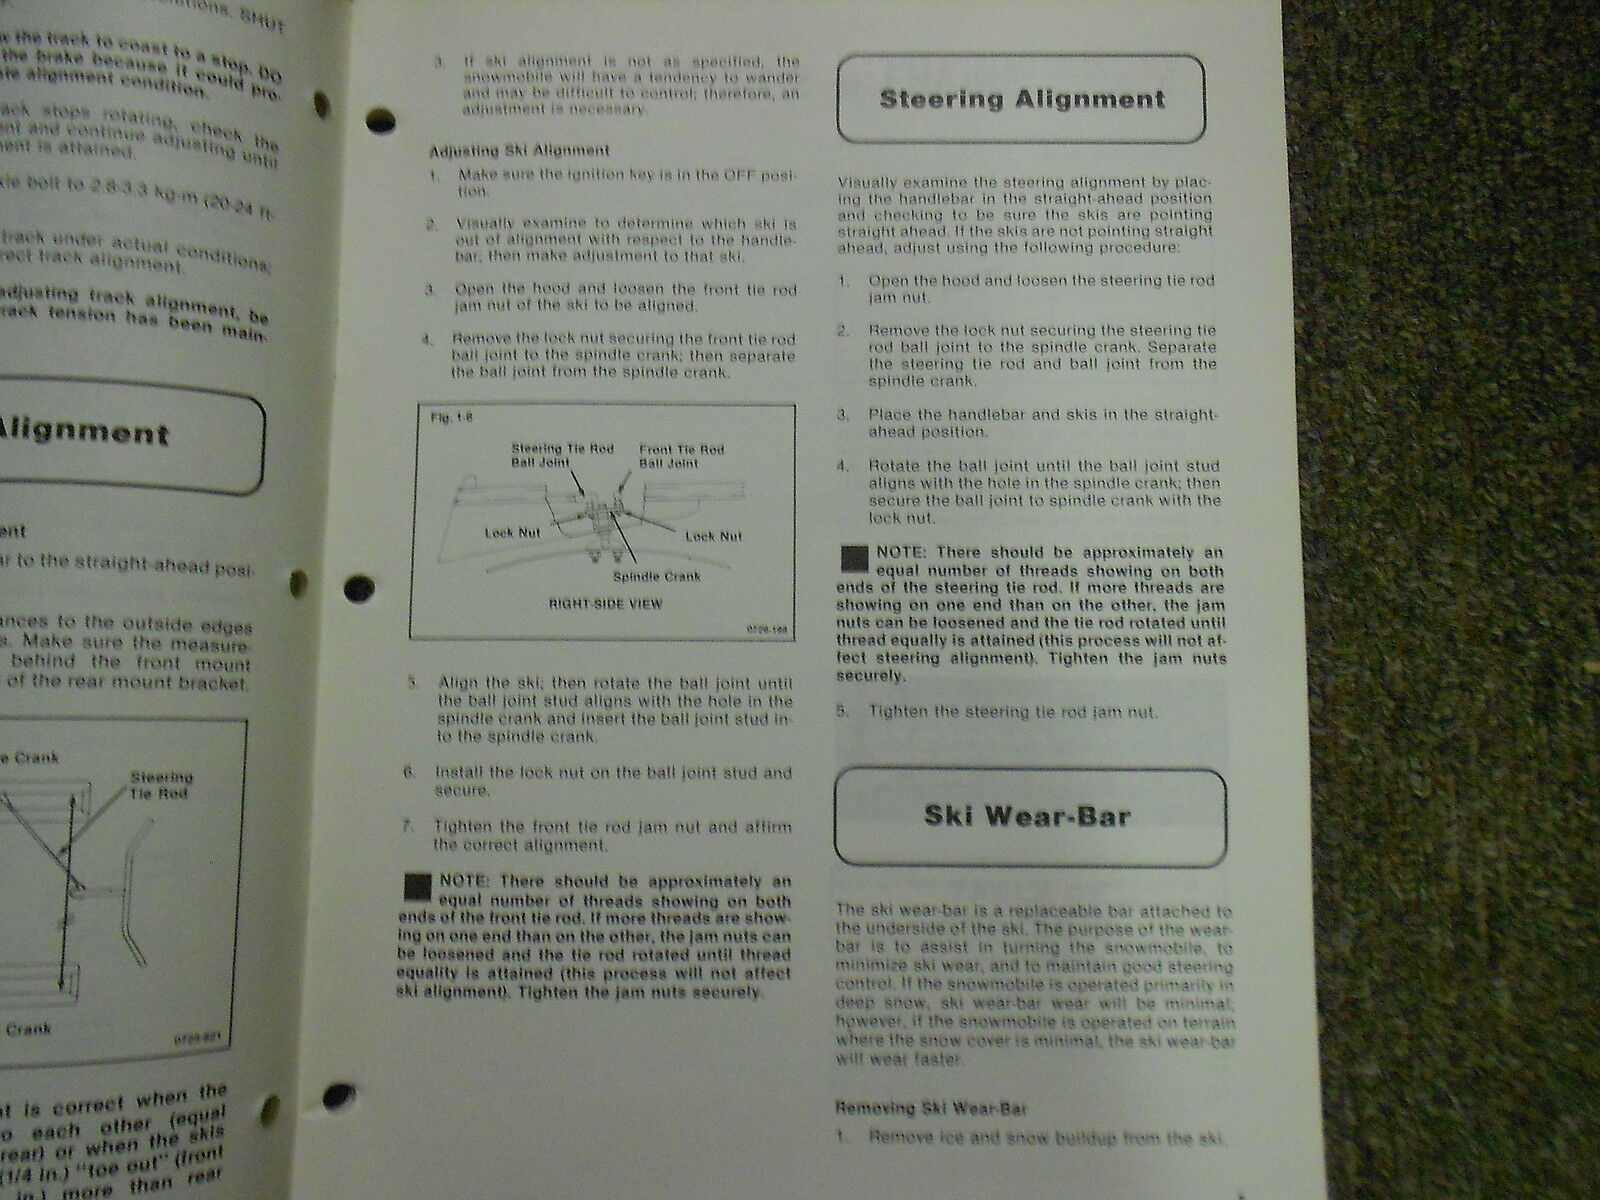 SHUT
the track to coast to a stop. DO
the brake because it could pro-
alignment condition.
stops rotating, check the
and continue adjusting until
is attained.
bolt to 2.8-3.3 kg-m (20-24 ft-
track under actual conditions;
track alignment.
adjusting track alignment, be
track tension has been main-
Alignment
to the straight-ahead posi-
to the outside edges
Make sure the measure-
behind the front mount
of the rear mount bracket.
Crank
Steering
Tie Rod
Crank
is correct when the
each other (equal
rear) or when the skis
(1/4 in.) "toe out" (front
in.) more than rear
3. If ski alignment is not as specified, the
snowmobile will have a tendency to wander
and may be difficult to control; therefore, an
adjustment is necessary.
Adjusting Ski Alignment
1. Make sure the ignition key is in the OFF posi-
tion.
2. Visually examine to determine which ski is
out of alignment with respect to the handle-
bar; then make adjustment to that ski.
3. Open the hood and loosen the front tie rod
jam nut of the ski to be aligned.
4. Remove the lock nut securing the front tie rod
ball joint to the spindle crank; then separate
the ball joint from the spindle crank.
Fig. 1-6
Steering Tie Rod
Ball Joint
Front Tie Rod
Ball Joint
Lock Nut
Lock Nut
Spindle Crank
RIGHT-SIDE VIEW
5. Align the ski; then rotate the ball joint until
the ball joint stud aligns with the hole in the
spindle crank and insert the ball joint stud in-
to the spindle crank.
6. Install the lock nut on the ball joint stud and
secure.
7. Tighten the front tie rod jam nut and affirm
the correct alignment.
NOTE: There should be approximately an
equal number of threads showing on both
ends of the front tie rod. If more threads are show-
ing on one end than on the other, the jam nuts can
be loosened and the tie rod rotated until thread
equality is attained (this process will not affect
ski alignment). Tighten the jam nuts securely.
Steering Alignment
Visually examine the steering alignment by plac-
ing the handlebar in the straight-ahead position
and checking to be sure the skis are pointing
straight ahead. If the skis are not pointing straight
ahead, adjust using the following procedure:
1. Open the hood and loosen the steering tie rod
jam nut.
2. Remove the lock nut securing the steering tie
rod ball joint to the spindle crank. Separate
the steering tie rod and ball joint from the
spindle crank.
3. Place the handlebar and skis in the straight-
ahead position.
4. Rotate the ball joint until the ball joint stud
aligns with the hole in the spindle crank; then
secure the ball joint to spindle crank with the
lock nut.
NOTE: There should be approximately an
equal number of threads showing on both
ends of the steering tie rod. If more threads are
showing on one end than on the other, the jam
nuts can be loosened and the tie rod rotated until
thread equally is attained (this process will not af-
fect steering alignment). Tighten the jam nuts
securely.
5. Tighten the steering tie rod jam nut.
Ski Wear-Bar
The ski wear-bar is a replaceable bar attached to
the underside of the ski. The purpose of the wear-
bar is to assist in turning the snowmobile, to
minimize ski wear, and to maintain good steering
control. If the snowmobile is operated primarily in
deep snow, ski wear-bar wear will be minimal;
however, if the snowmobile is operated on terrain
where the snow cover is minimal, the ski wear-bar
will wear faster.
Removing Ski Wear-Bar
1. Remove ice and snow buildup from the ski.